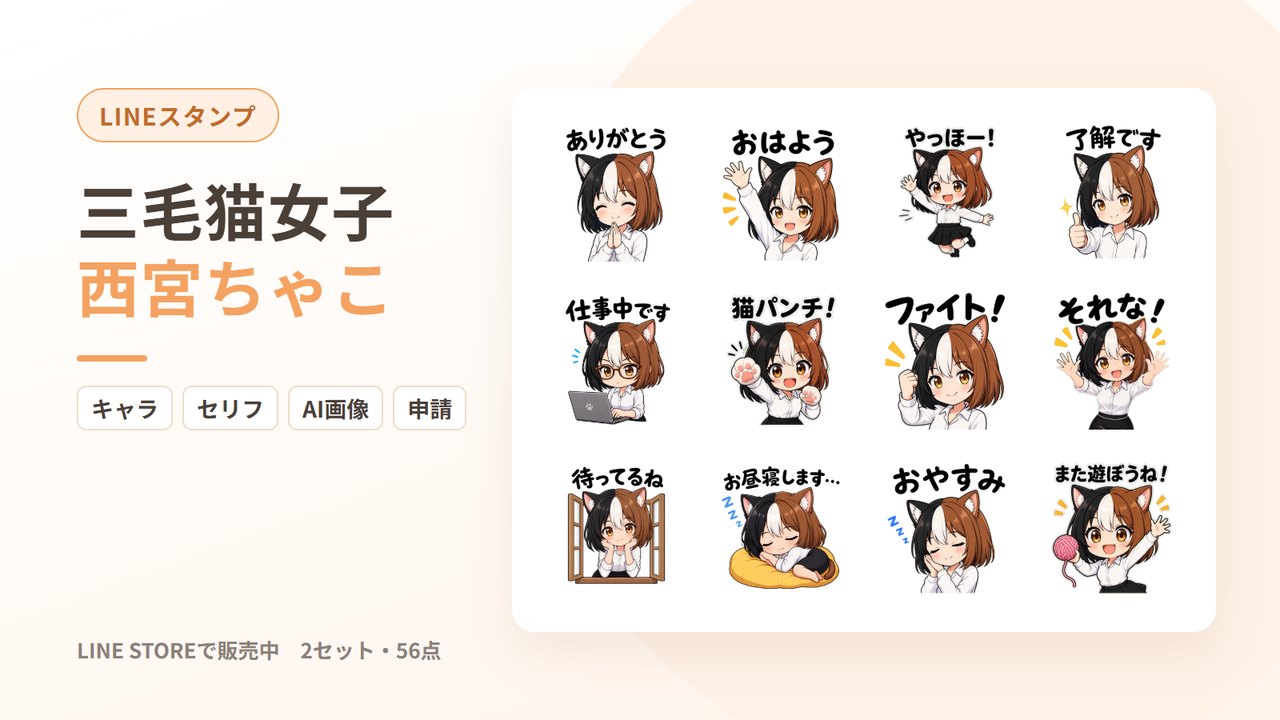 LINEスタンプ
三毛猫女子
西宮ちゃこ
キャラ
セリフ
AI画像
申請
LINE STOREで販売中 2セット・56点
ありがとう
おはよう
やっほー!
了解です
仕事中です
猫パンチ!
ファイト!
それな!
待ってるね
お昼寝します…
おやすみ
また遊ぼうね!